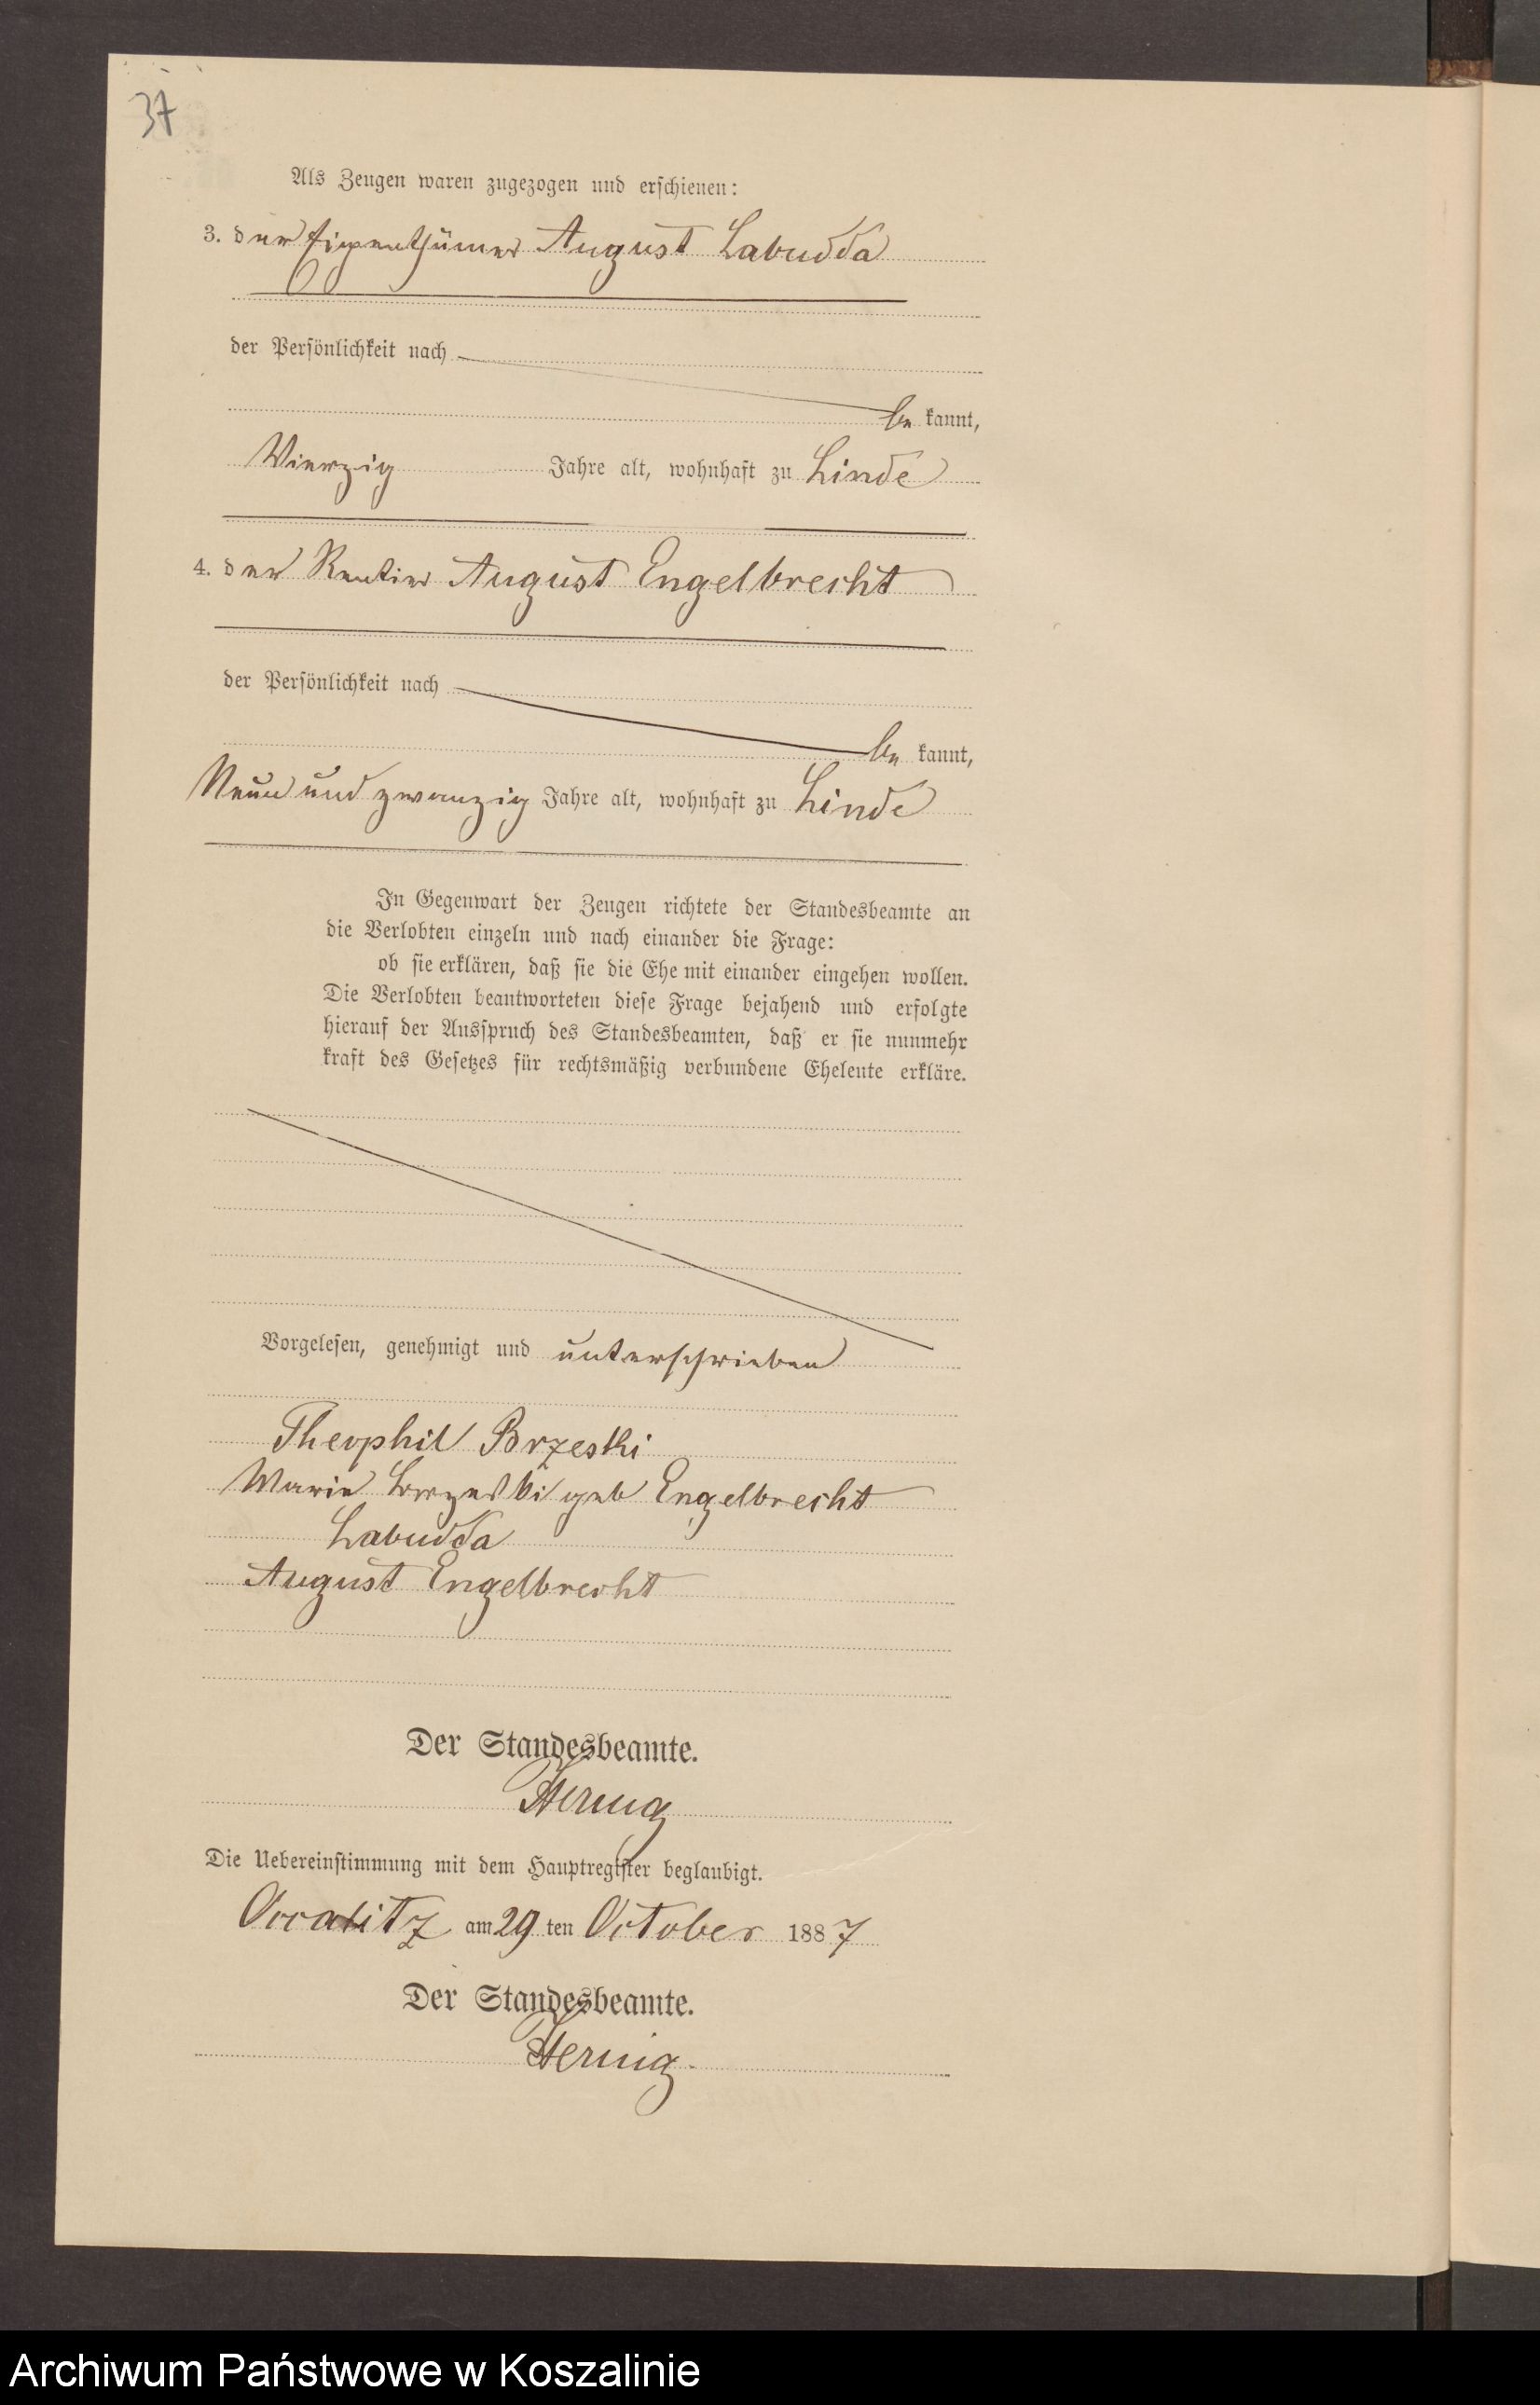 37
Als Zeugen waren zugezogen und erschienen:
3. der Eigenthümer August Labudda
der Persönlichkeit nach
be kannt,
Vierzig Jahre alt, wohnhaft zu Linde
4. der Rentier August Engelbrecht
der Persönlichkeit nach
be kannt,
Neun und zwanzig Jahre alt, wohnhaft zu Linde
In Gegenwart der Zeugen richtete der Standesbeamte an
die Verlobten einzeln und nach einander die Frage:
ob sie erklären, daß sie die Ehe mit einander eingehen wollen.
Die Verlobten beantworteten diese Frage bejahend und erfolgte
hierauf der Ausspruch des Standesbeamten, daß er sie nunmehr
kraft des Gesetzes für rechtsmäßig verbundene Eheleute erkläre.
Vorgelesen, genehmigt und unterschrieben
Theophil Brzeski
Marie Brzeski geb Engelbrecht
Labudda
August Engelbrecht
Der Standesbeamte.
Die Uebereinstimmung mit dem Hauptregister beglaubigt.
Occalitz am 29 ten October 1887
Der Standesbeamte.
Archiwum Państwowe w Koszalinie